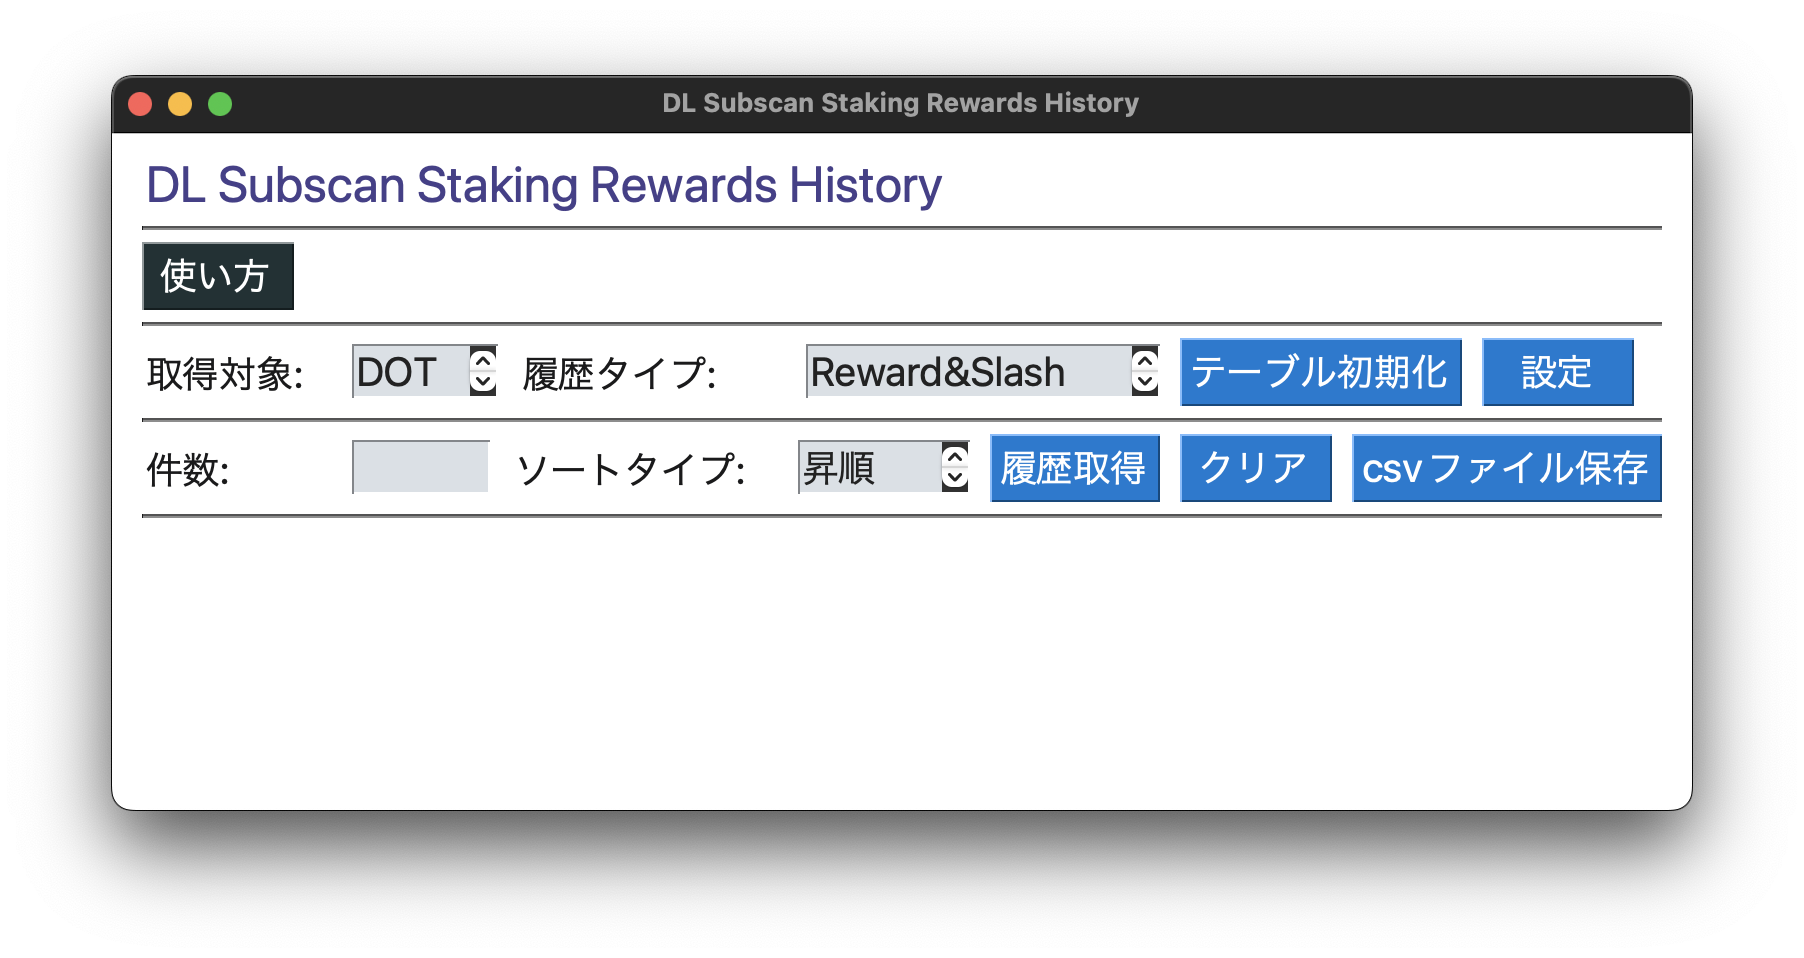 DL Subscan Staking Rewards History
DL Subscan Staking Rewards History
使い方
取得対象: DOT 履歴タイプ: Reward&Slash テーブル初期化 設定
件数: ソートタイプ: 昇順 履歴取得 クリア csvファイル保存